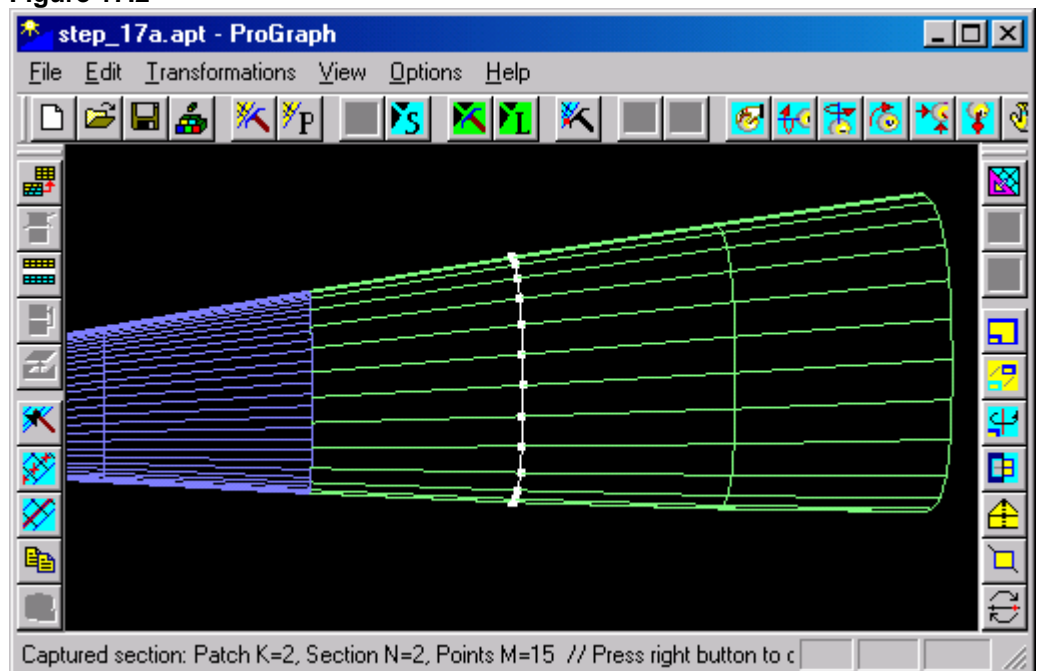 step_17a.apt - ProGraph
File Edit Transformations View Options Help
P S L
Captured section: Patch K=2, Section N=2, Points M=15 // Press right button to c